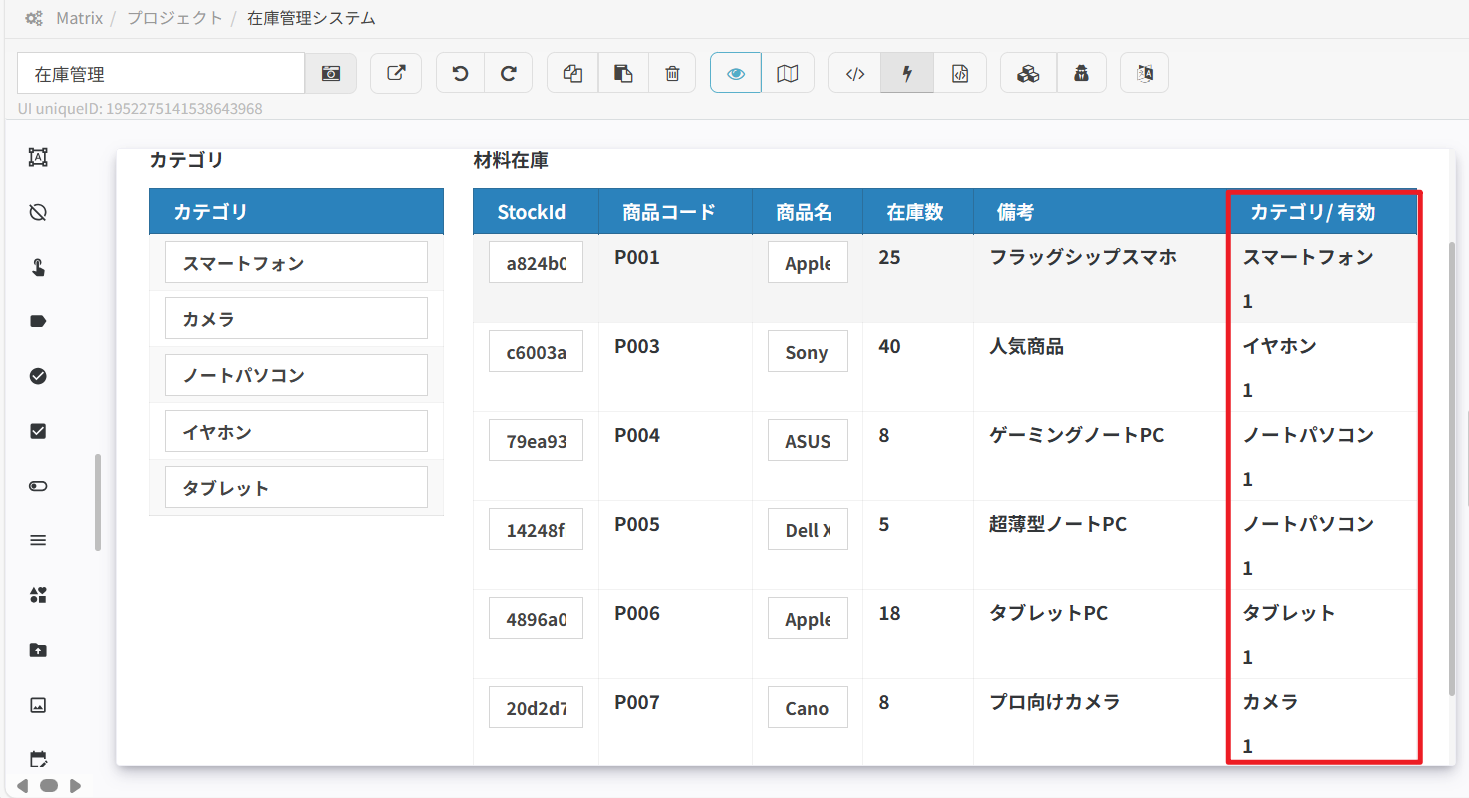 Matrix / プロジェクト / 在庫管理システム
在庫管理
UI uniqueID: 1952275141538643968
カテゴリ
カテゴリ
スマートフォン
カメラ
ノートパソコン
イヤホン
タブレット
材料在庫
StockId 商品コード 商品名 在庫数 備考 カテゴリ/ 有効
a824b0 P001 Apple 25 フラッグシップスマホ スマートフォン
1
c6003a P003 Sony 40 人気商品 イヤホン
1
79ea93 P004 ASUS 8 ゲーミングノートPC ノートパソコン
1
14248f P005 Dell X 5 超薄型ノートPC ノートパソコン
1
4896a0 P006 Apple 18 タブレットPC タブレット
1
20d2d7 P007 Cano 8 プロ向けカメラ カメラ
1